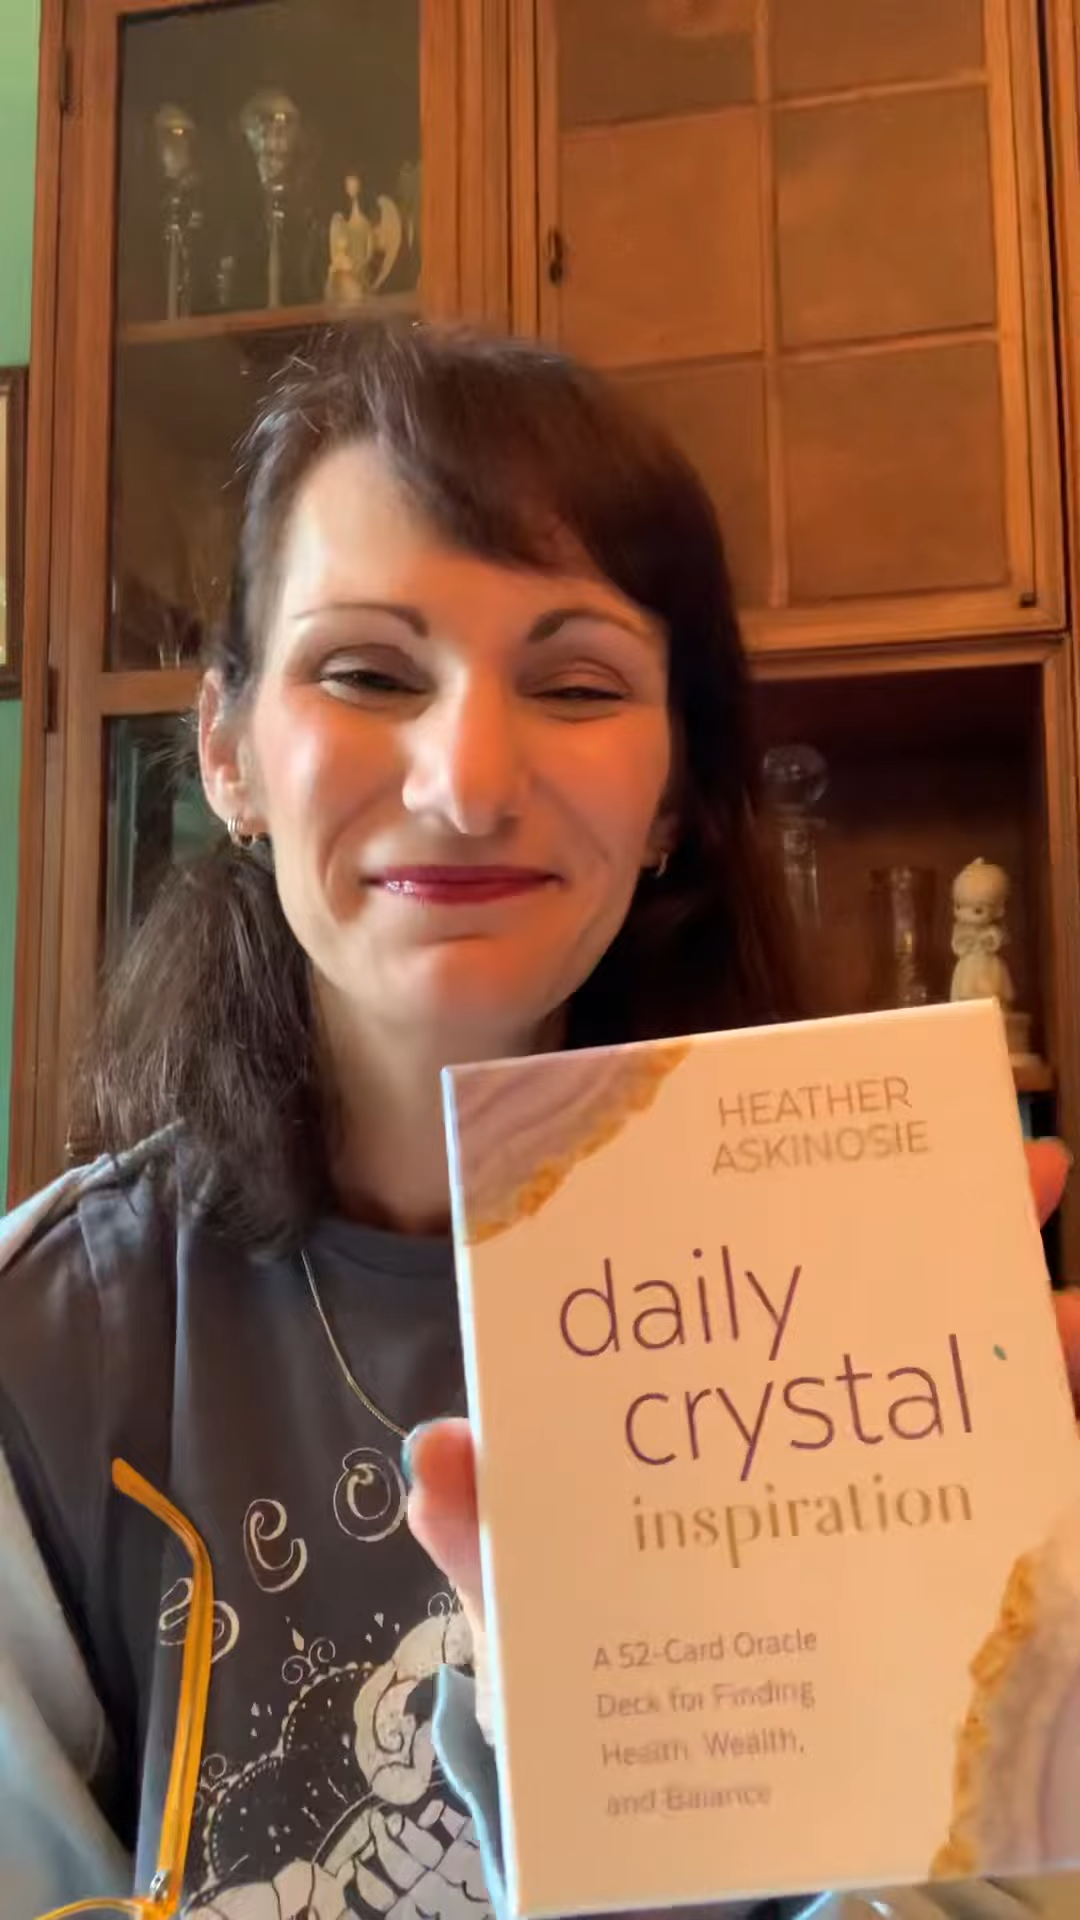 HEATHER
ASKINOSIE
daily
crystal
inspiration
A 52-Card Oracle
Deck for Finding
Health, Wealth,
and Balance